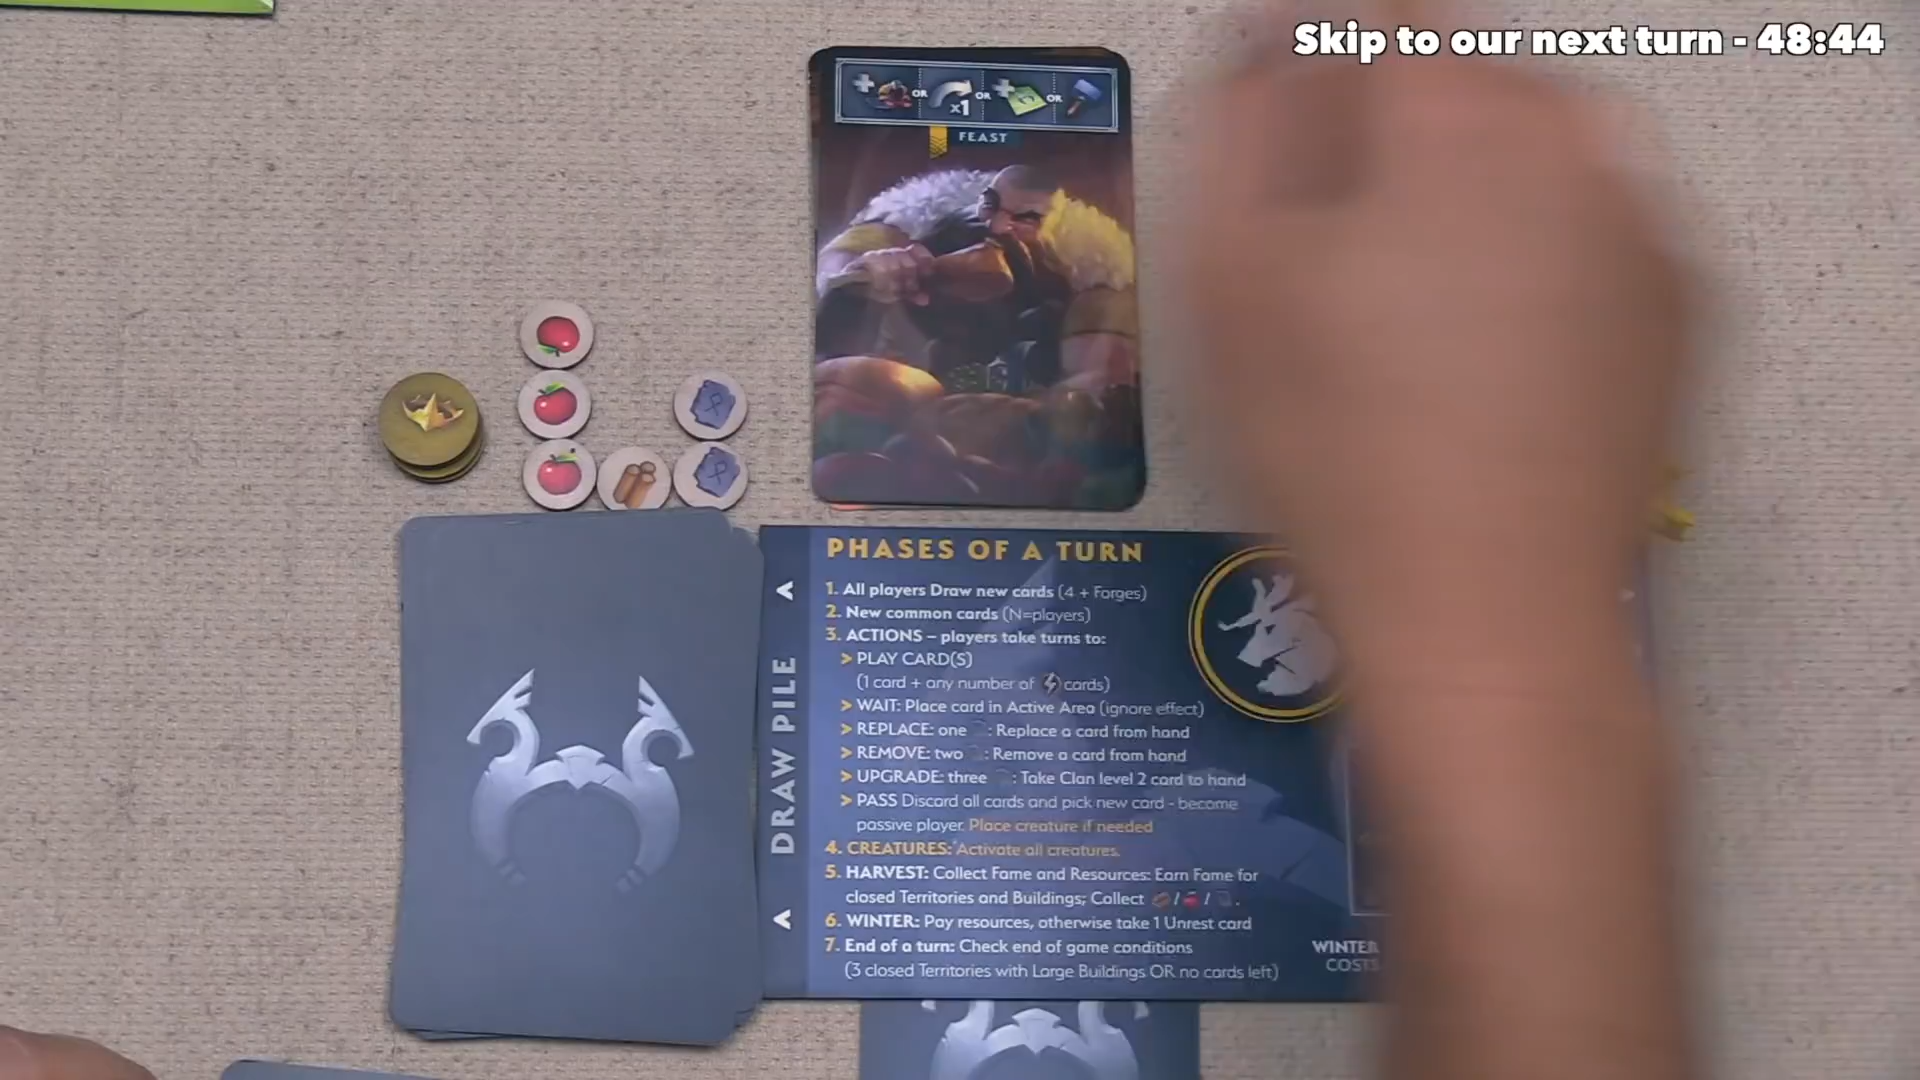 Skip to our next turn - 48:44
OR x1 OR OR
FEAST
DRAW PILE
PHASES OF A TURN
1. All players Draw new cards (4 + Forges)
2. New common cards (N=players)
3. ACTIONS – players take turns to:
> PLAY CARD(S)
(1 card + any number of cards)
> WAIT: Place card in Active Area (ignore effect)
> REPLACE: one : Replace a card from hand
> REMOVE: two : Remove a card from hand
> UPGRADE: three : Take Clan level 2 card to hand
> PASS Discard all cards and pick new card - become
passive player. Place creature if needed
4. CREATURES: Activate all creatures.
5. HARVEST: Collect Fame and Resources: Earn Fame for
closed Territories and Buildings; Collect / / .
6. WINTER: Pay resources, otherwise take 1 Unrest card
7. End of a turn: Check end of game conditions
(3 closed Territories with Large Buildings OR no cards left)
WINTER
COSTS